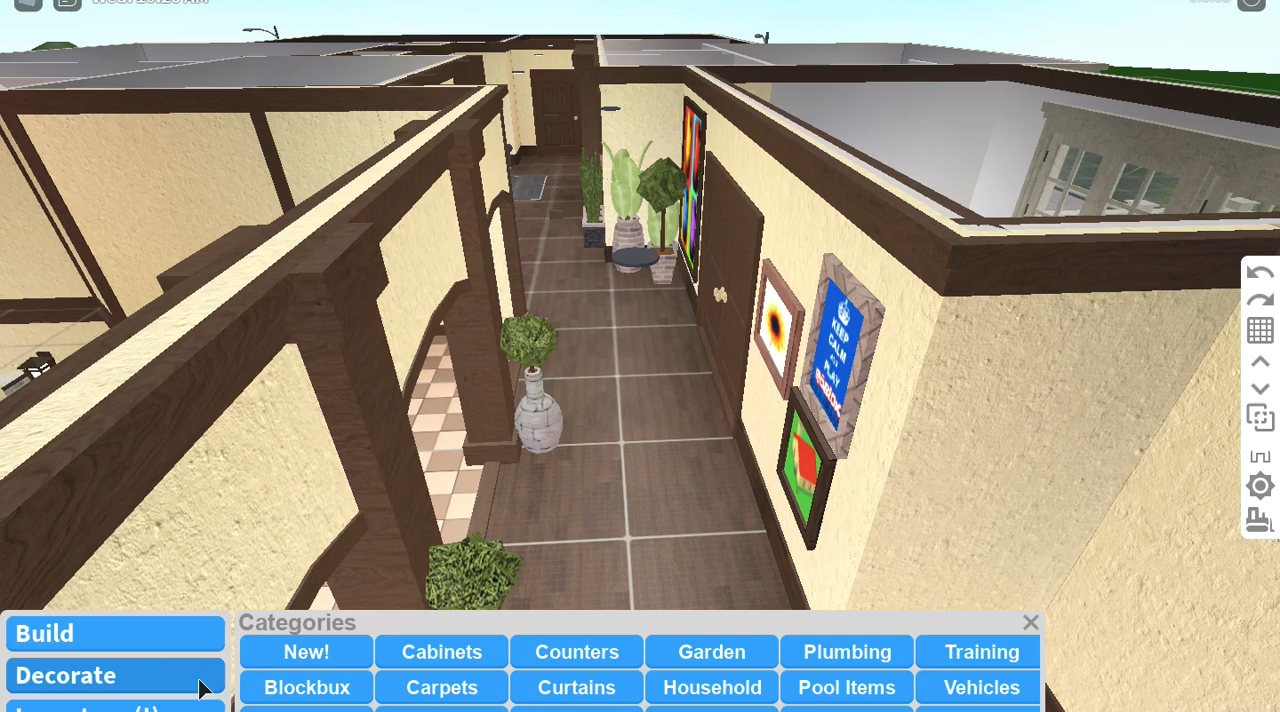 KEEP
CALM
AND
PLAY
ROBLOX
Build
Decorate
Categories
New! Cabinets Counters Garden Plumbing Training
Blockbux Carpets Curtains Household Pool Items Vehicles